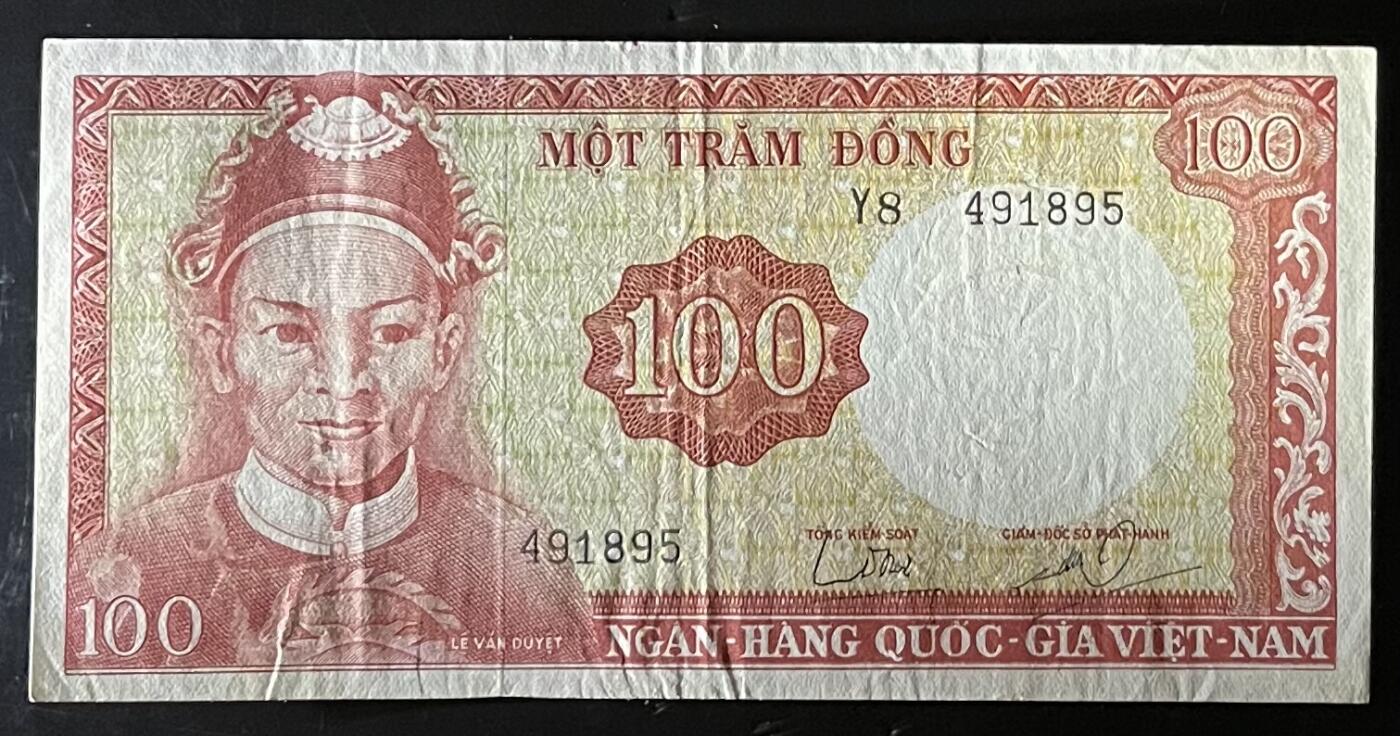 MỘT TRĂM ĐỒNG
100
Y8 491895
100
491895
TỔNG KIỂM-SOÁT
GIÁM-ĐỐC SỞ PHÁT-HÀNH
100
LE VĂN DUYỆT
NGÂN-HÀNG QUỐC-GIA VIỆT-NAM